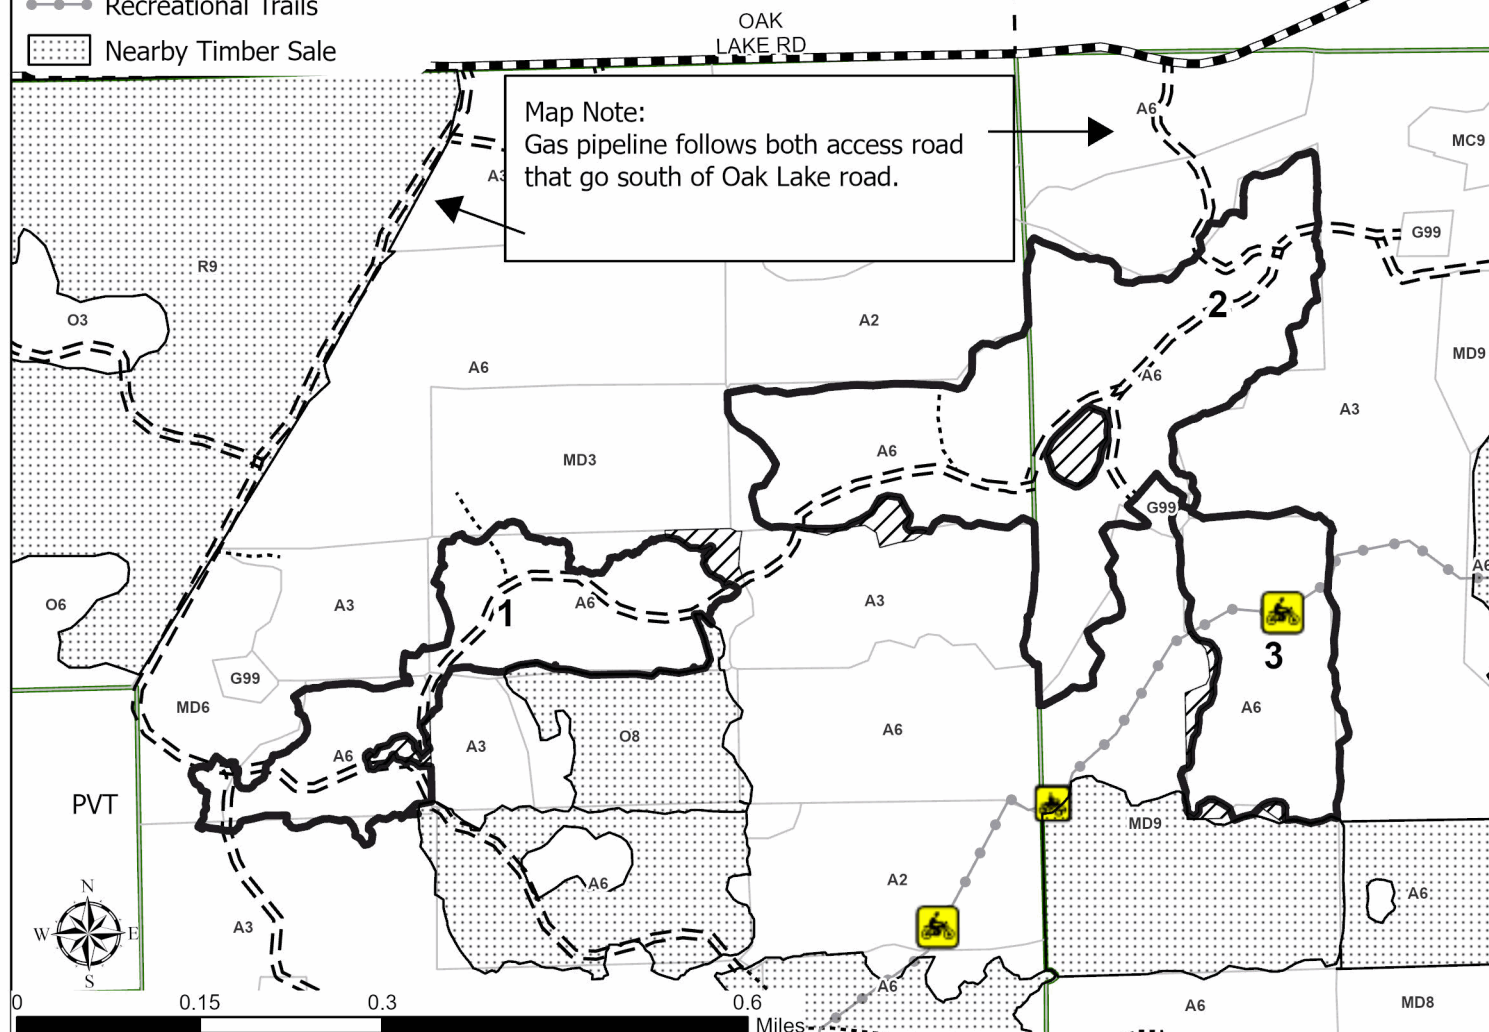 Recreational Trails
Nearby Timber Sale
OAK
LAKE RD
Map Note:
Gas pipeline follows both access road
that go south of Oak Lake road.
A6
MC9
A3
R9
G99
O3
A2
2
A6
A6
MD9
A3
A6
MD3
G99
O6
A3
1
A6
A3
A6
3
G99
MD6
A6
A3
O8
A6
A6
PVT
MD9
A6
A2
A6
A3
N
W
E
S
A6
A6
MD8
0
0.15
0.3
0.6
Miles